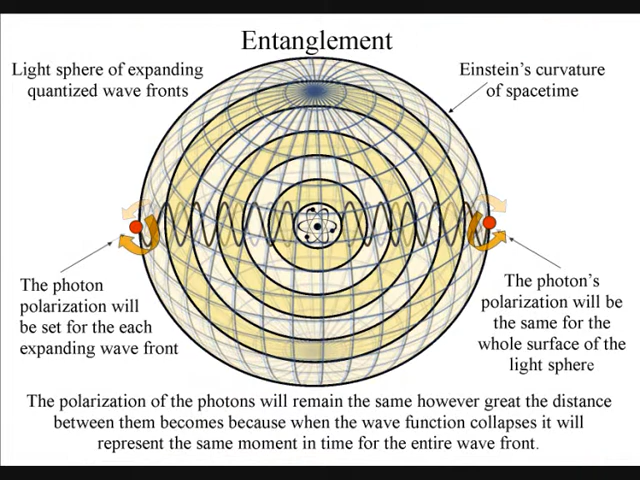 Entanglement
Light sphere of expanding
quantized wave fronts
Einstein's curvature
of spacetime
The photon
polarization will
be set for the each
expanding wave front
The photon's
polarization will be
the same for the
whole surface of the
light sphere
The polarization of the photons will remain the same however great the distance
between them becomes because when the wave function collapses it will
represent the same moment in time for the entire wave front.